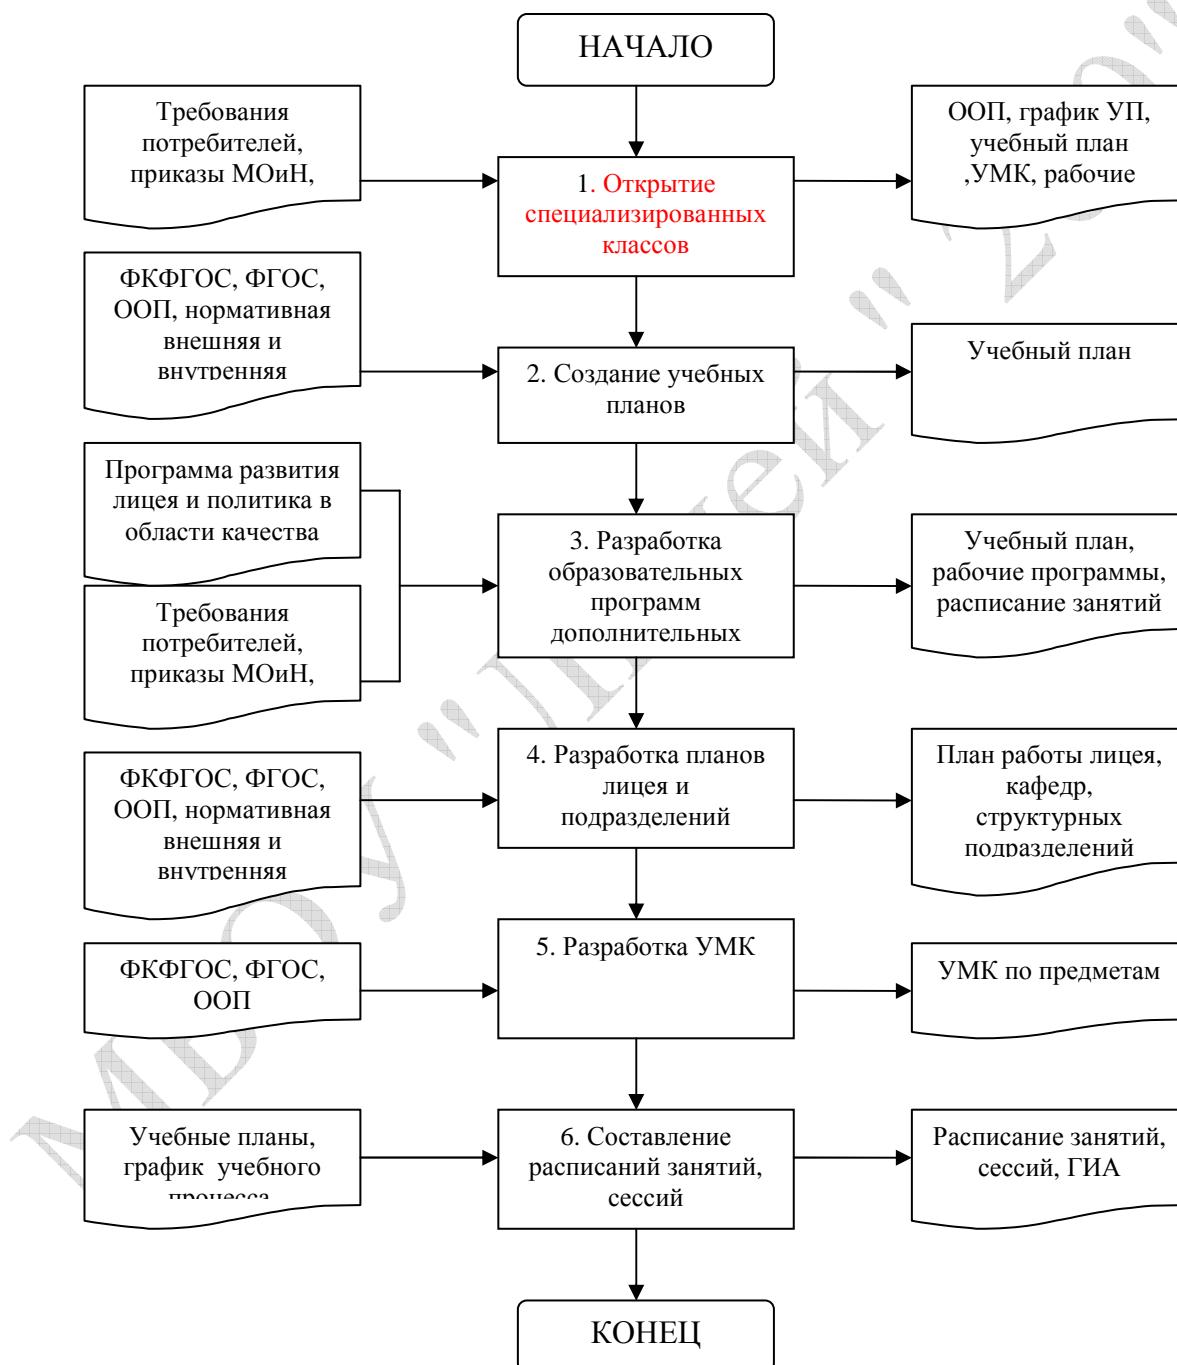 НАЧАЛО
Требования
потребителей,
приказы МОиН,
1. Открытие
специализированных
классов
ООП, график УП,
учебный план
,УМК, рабочие
ФКФГОС, ФГОС,
ООП, нормативная
внешняя и
внутренняя
2. Создание учебных
планов
Учебный план
Программа развития
лицея и политика в
области качества
Требования
потребителей,
приказы МОиН,
3. Разработка
образовательных
программ
дополнительных
Учебный план,
рабочие программы,
расписание занятий
ФКФГОС, ФГОС,
ООП, нормативная
внешняя и
внутренняя
4. Разработка планов
лицея и
подразделений
План работы лицея,
кафедр,
структурных
подразделений
ФКФГОС, ФГОС,
ООП
5. Разработка УМК
УМК по предметам
Учебные планы,
график учебного
процесса
6. Составление
расписаний занятий,
сессий
Расписание занятий,
сессий, ГИА
КОНЕЦ
МБОУ "Лицей "